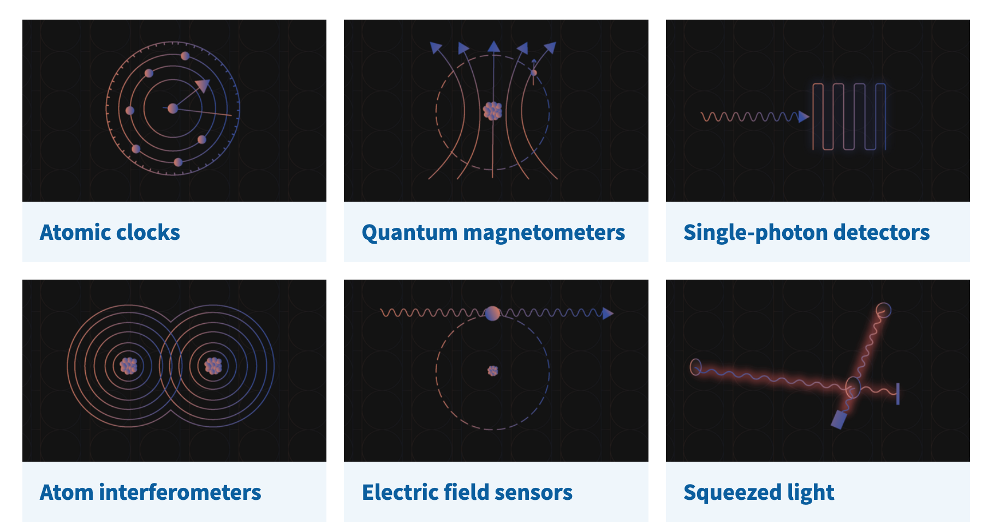 Atomic clocks
Quantum magnetometers
Single-photon detectors
Atom interferometers
Electric field sensors
Squeezed light